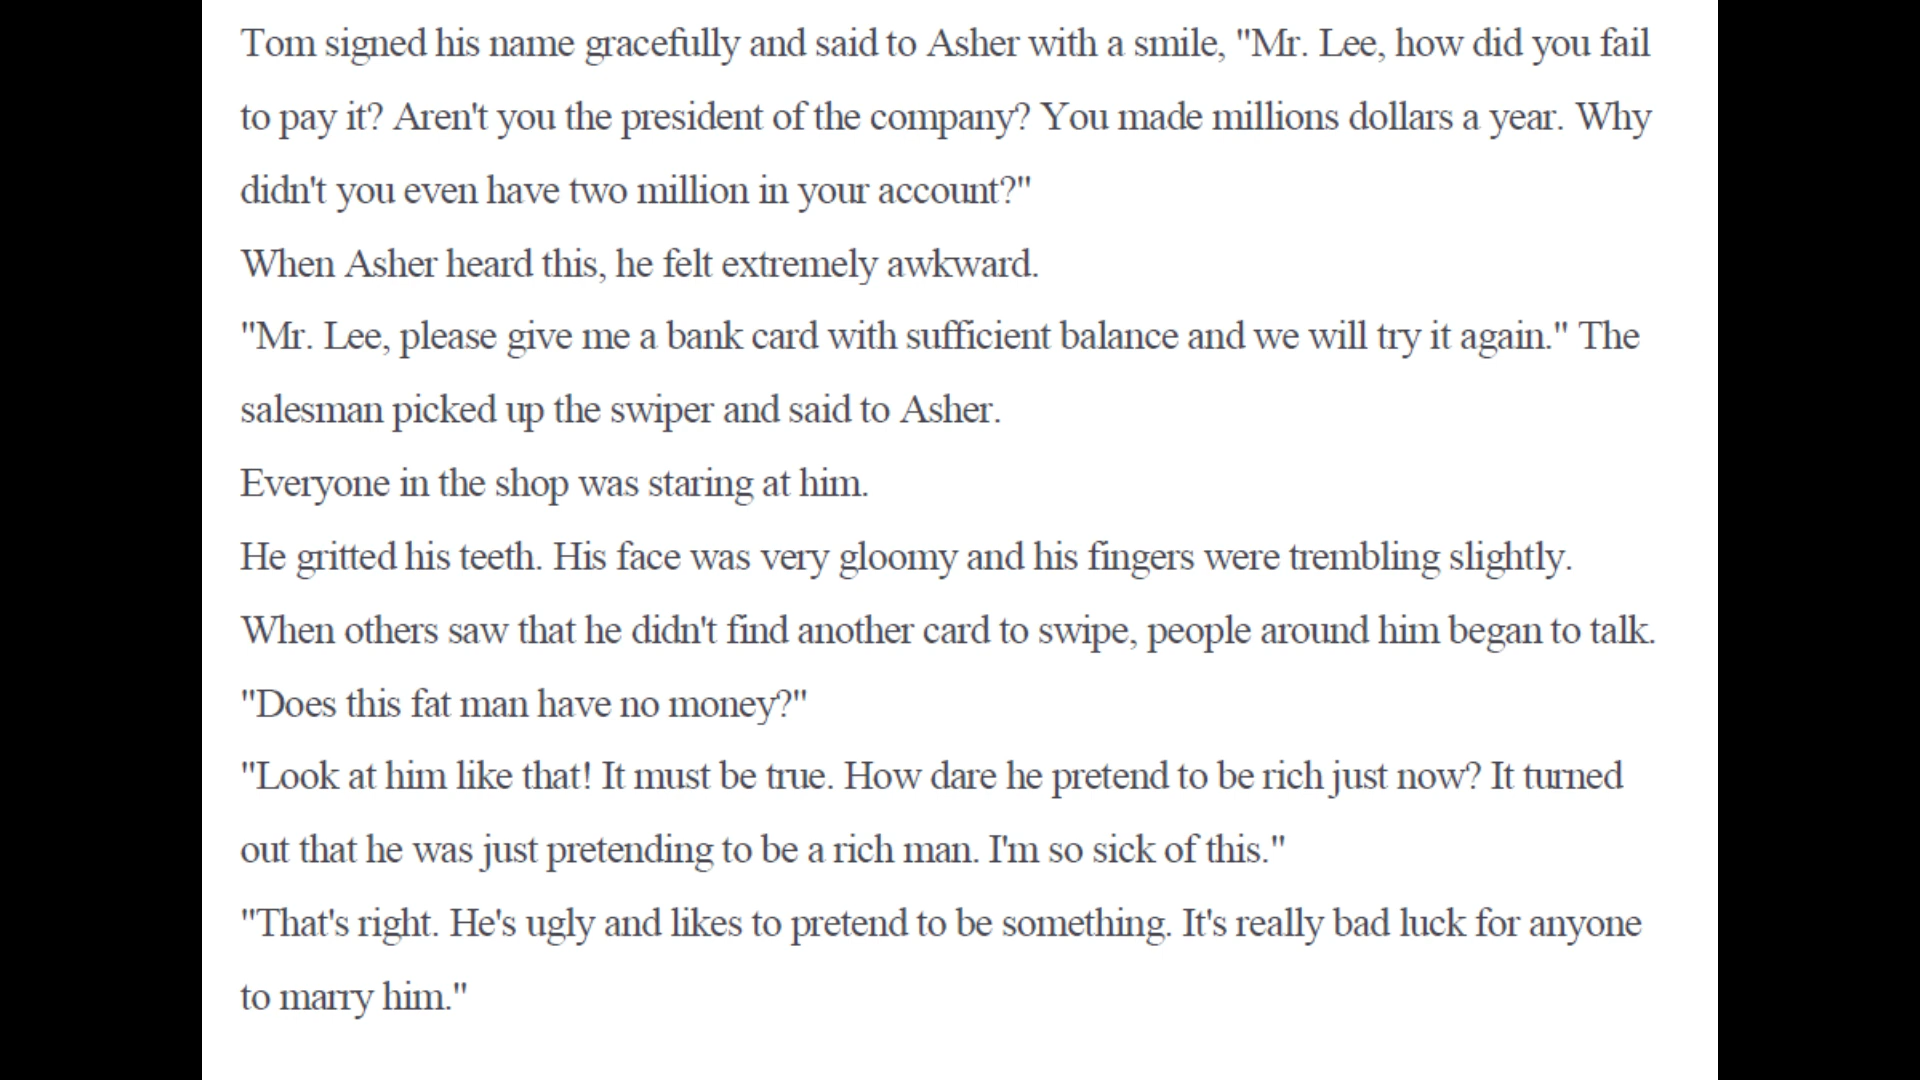 Tom signed his name gracefully and said to Asher with a smile, "Mr. Lee, how did you fail
to pay it? Aren't you the president of the company? You made millions dollars a year. Why
didn't you even have two million in your account?"
When Asher heard this, he felt extremely awkward.
"Mr. Lee, please give me a bank card with sufficient balance and we will try it again." The
salesman picked up the swiper and said to Asher.
Everyone in the shop was staring at him.
He gritted his teeth. His face was very gloomy and his fingers were trembling slightly.
When others saw that he didn't find another card to swipe, people around him began to talk.
"Does this fat man have no money?"
"Look at him like that! It must be true. How dare he pretend to be rich just now? It turned
out that he was just pretending to be a rich man. I'm so sick of this."
"That's right. He's ugly and likes to pretend to be something. It's really bad luck for anyone
to marry him."